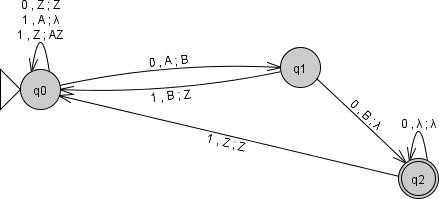 0 , Z ; Z
1 , A ; λ
1 , Z ; AZ
q0
0 , A ; B
1 , B ; Z
q1
0 , B ; λ
1 , Z ; Z
0 , λ ; λ
q2